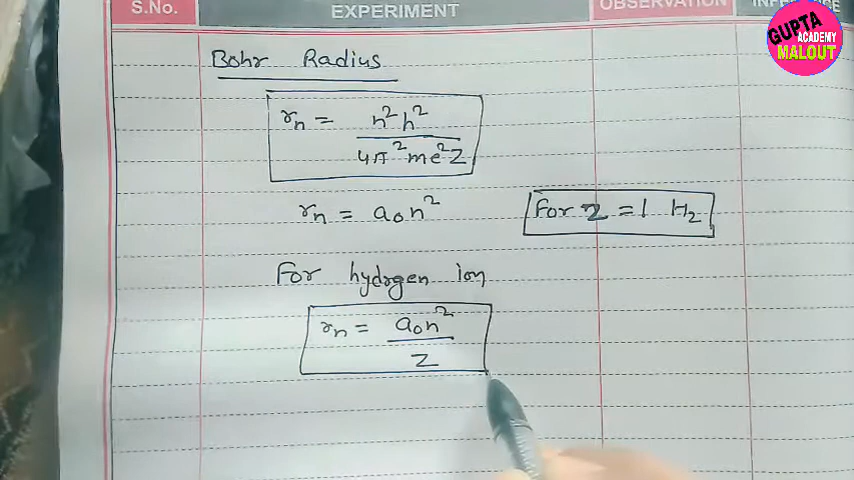 S.No. EXPERIMENT OBSERVATION
GUPTA
ACADEMY
MALOUT
Bohr Radius
rn = n²h² / 4π²me²Z
rn = a₀n²
For Z = 1 H₂
For hydrgen ion
rn = a₀n² / Z